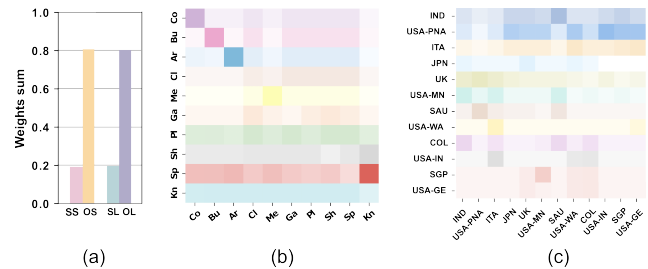 Weights sum
1.0
0.8
0.6
0.4
0.2
0.0
SS OS SL OL
(a)
Co
Bu
Ar
Cl
Me
Ga
Pl
Sh
Sp
Kn
Co Bu Ar Cl Me Ga Pl Sh Sp Kn
(b)
IND
USA-PNA
ITA
JPN
UK
USA-MN
SAU
USA-WA
COL
USA-IN
SGP
USA-GE
IND USA-PNA ITA JPN UK USA-MN SAU USA-WA COL USA-IN SGP USA-GE
(c)